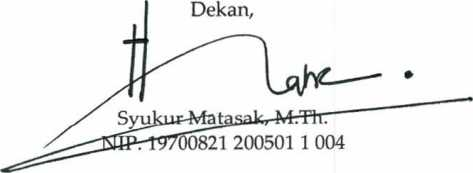 Dekan,
Syukur Matasak, M.Th.
NIP. 19700821 200501 1 004